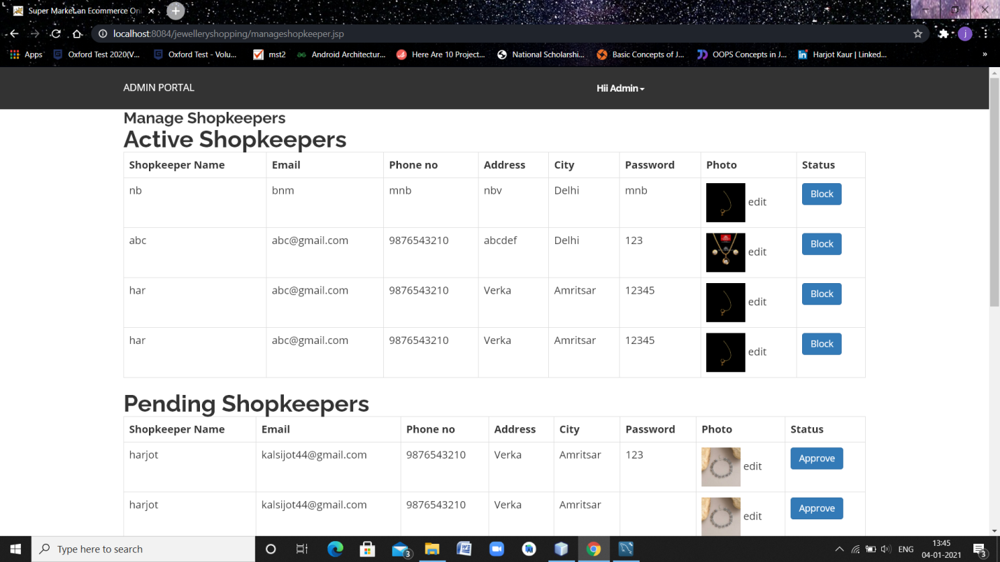 Super Market an Ecommerce On
localhost:8084/jewelleryshopping/manageshopkeeper.jsp
Apps Oxford Test 2020(V... Oxford Test - Volu... mst2 Android Architectur... Here Are 10 Project... National Scholarshi... Basic Concepts of J... OOPS Concepts in J... Harjot Kaur | Linked... »
ADMIN PORTAL Hii Admin
Manage Shopkeepers
Active Shopkeepers
Shopkeeper Name Email Phone no Address City Password Photo Status
nb bnm mnb nbv Delhi mnb edit Block
abc abc@gmail.com 9876543210 abcdef Delhi 123 edit Block
har abc@gmail.com 9876543210 Verka Amritsar 12345 edit Block
har abc@gmail.com 9876543210 Verka Amritsar 12345 edit Block
Pending Shopkeepers
Shopkeeper Name Email Phone no Address City Password Photo Status
harjot kalsijot44@gmail.com 9876543210 Verka Amritsar 123 edit Approve
harjot kalsijot44@gmail.com 9876543210 Verka Amritsar edit Approve
Type here to search 3 ENG 13:45 3
04-01-2021